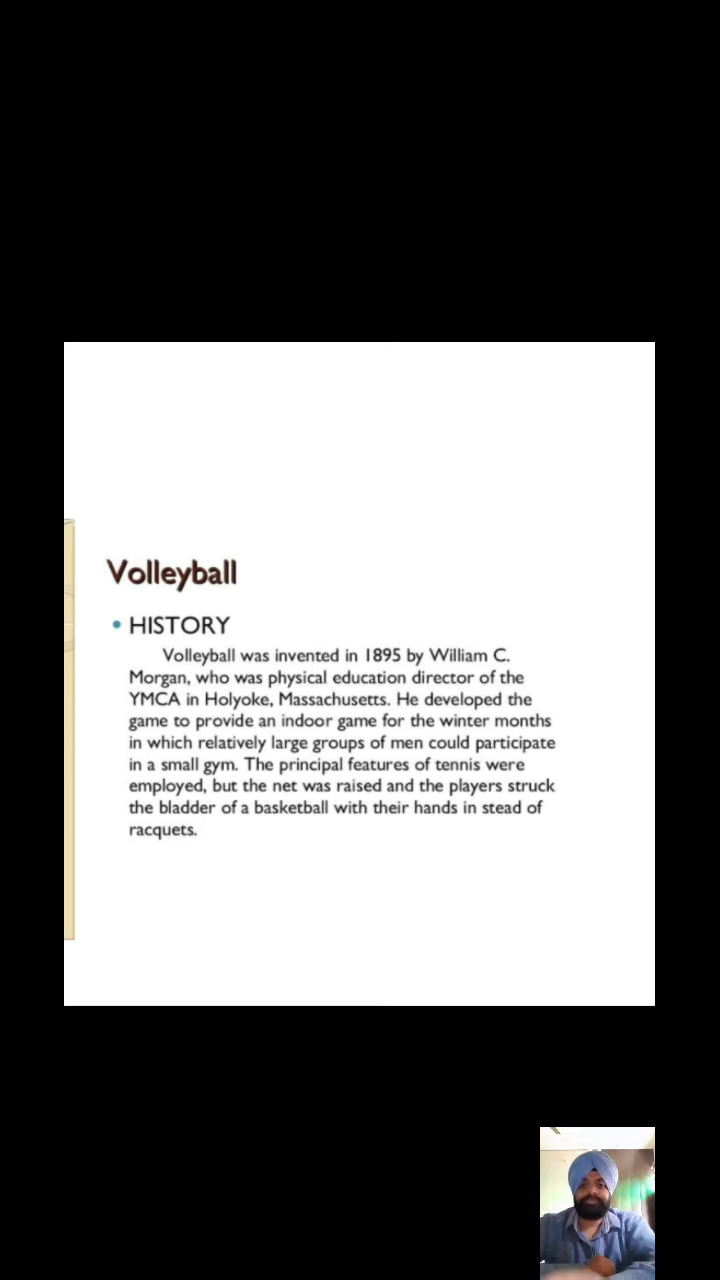 Volleyball
• HISTORY
Volleyball was invented in 1895 by William C.
Morgan, who was physical education director of the
YMCA in Holyoke, Massachusetts. He developed the
game to provide an indoor game for the winter months
in which relatively large groups of men could participate
in a small gym. The principal features of tennis were
employed, but the net was raised and the players struck
the bladder of a basketball with their hands in stead of
racquets.